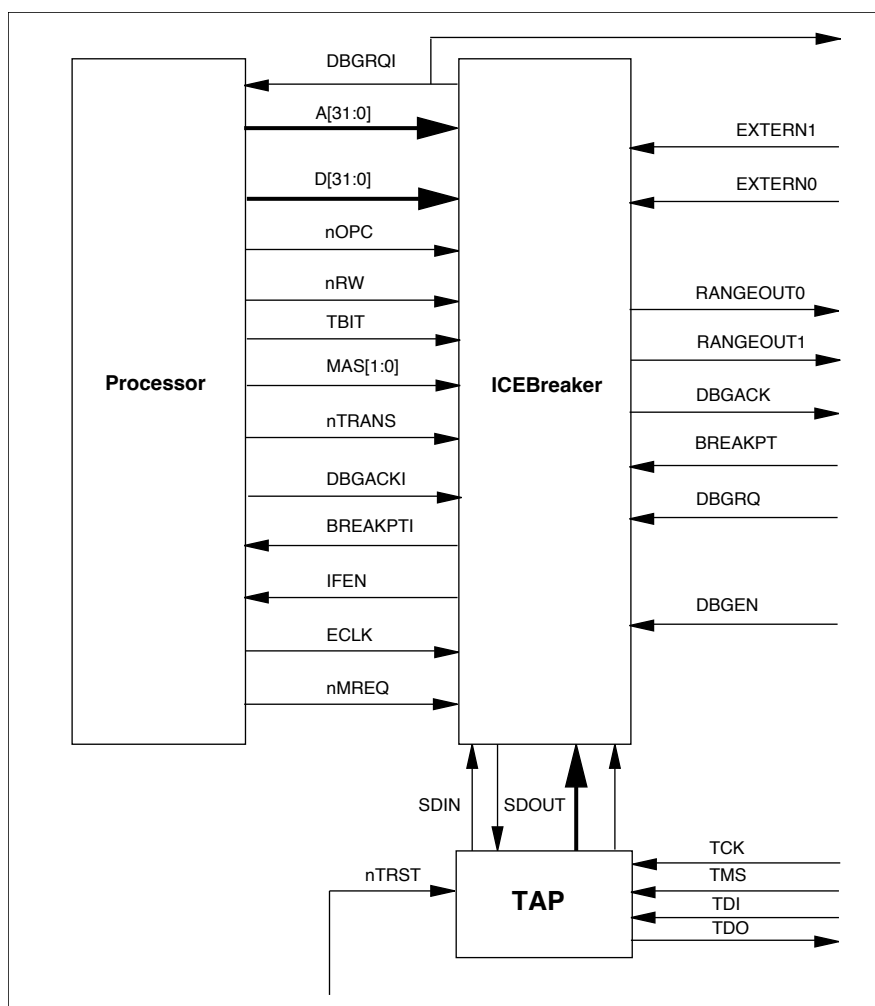 DBGRQI
A[31:0]
EXTERN1
D[31:0]
EXTERN0
nOPC
nRW
RANGEOUT0
TBIT
RANGEOUT1
MAS[1:0]
Processor
ICEBreaker
DBGACK
nTRANS
BREAKPT
DBGACKI
DBGRQ
BREAKPTI
IFEN
DBGEN
ECLK
nMREQ
SDIN
SDOUT
TCK
nTRST
TMS
TAP
TDI
TDO